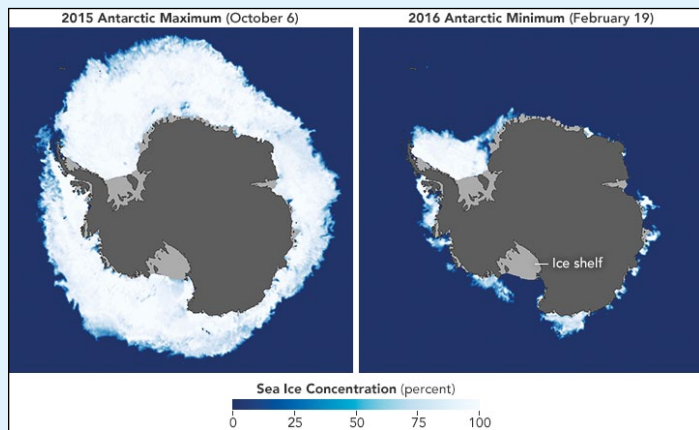 2015 Antarctic Maximum (October 6)
2016 Antarctic Minimum (February 19)
Ice shelf
Sea Ice Concentration (percent)
0 25 50 75 100